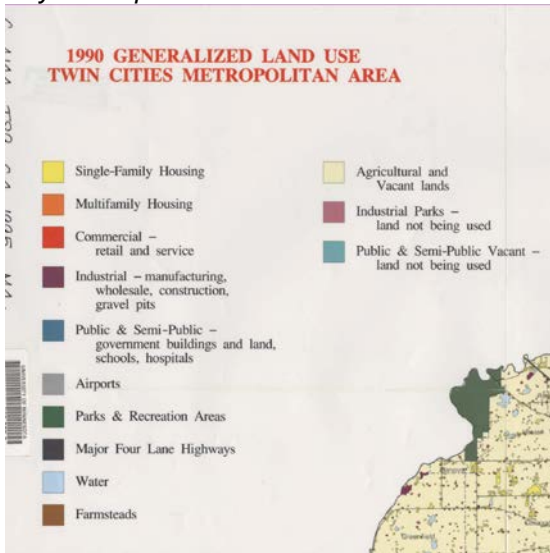 1990 GENERALIZED LAND USE
TWIN CITIES METROPOLITAN AREA
Single-Family Housing
Multifamily Housing
Commercial –
retail and service
Industrial – manufacturing,
wholesale, construction,
gravel pits
Public & Semi-Public –
government buildings and land,
schools, hospitals
Airports
Parks & Recreation Areas
Major Four Lane Highways
Water
Farmsteads
Agricultural and
Vacant lands
Industrial Parks –
land not being used
Public & Semi-Public Vacant –
land not being used
Greenfield